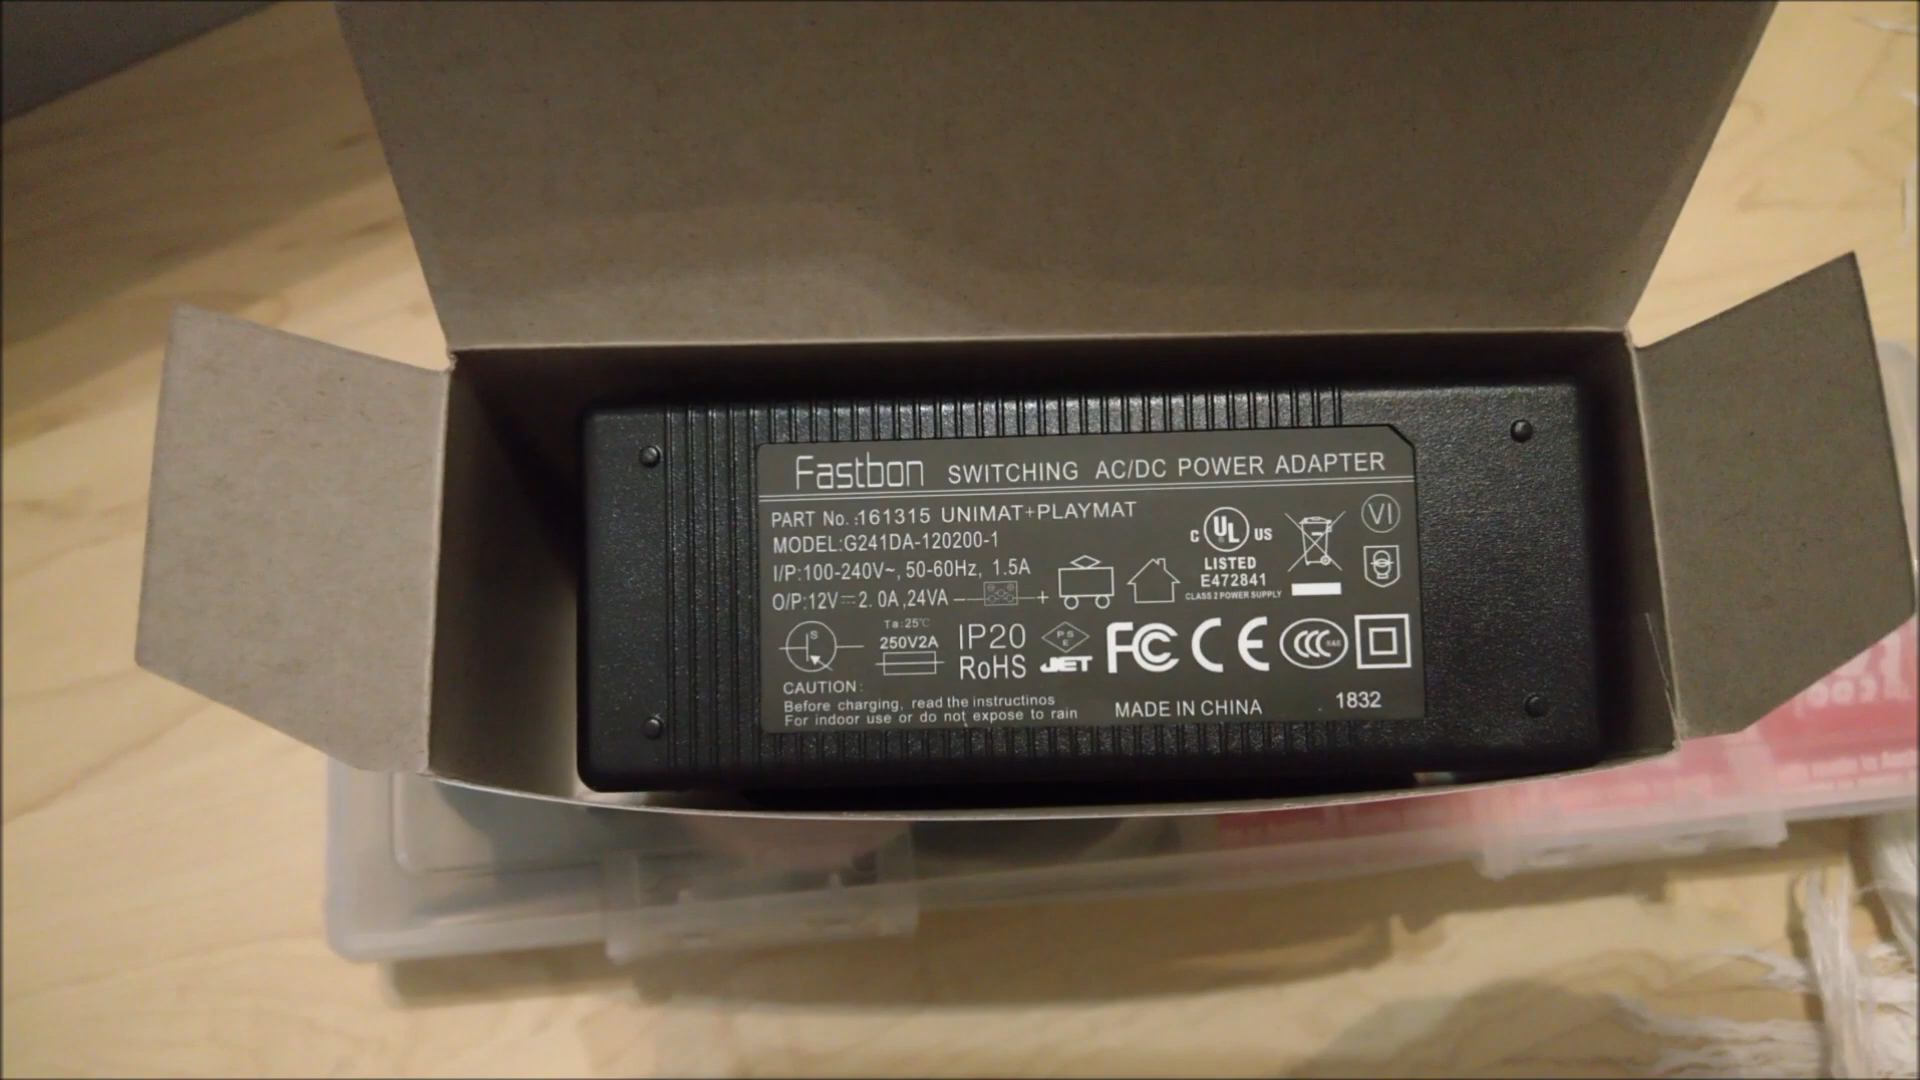 Fastbon SWITCHING AC/DC POWER ADAPTER
PART No.:161315 UNIMAT+PLAYMAT
MODEL:G241DA-120200-1
I/P:100-240V~, 50-60Hz, 1.5A
O/P:12V⎓2.0A,24VA – +
C UL US
LISTED
E472841
CLASS 2 POWER SUPPLY
VI
S
Ta:25℃
250V2A
IP20
RoHS
PS
E
JET
FC CE CCC S&E
CAUTION:
Before charging, read the instructinos
For indoor use or do not expose to rain
MADE IN CHINA
1832